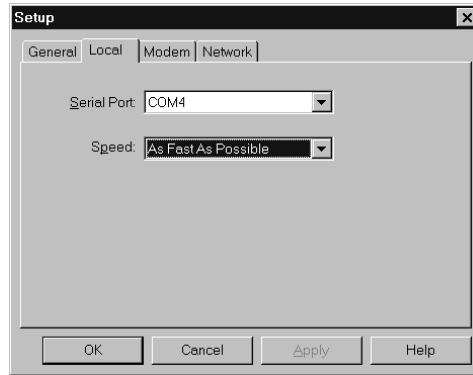 Setup
General Local Modem Network
Serial Port: COM4
Speed: As Fast As Possible
OK Cancel Apply Help